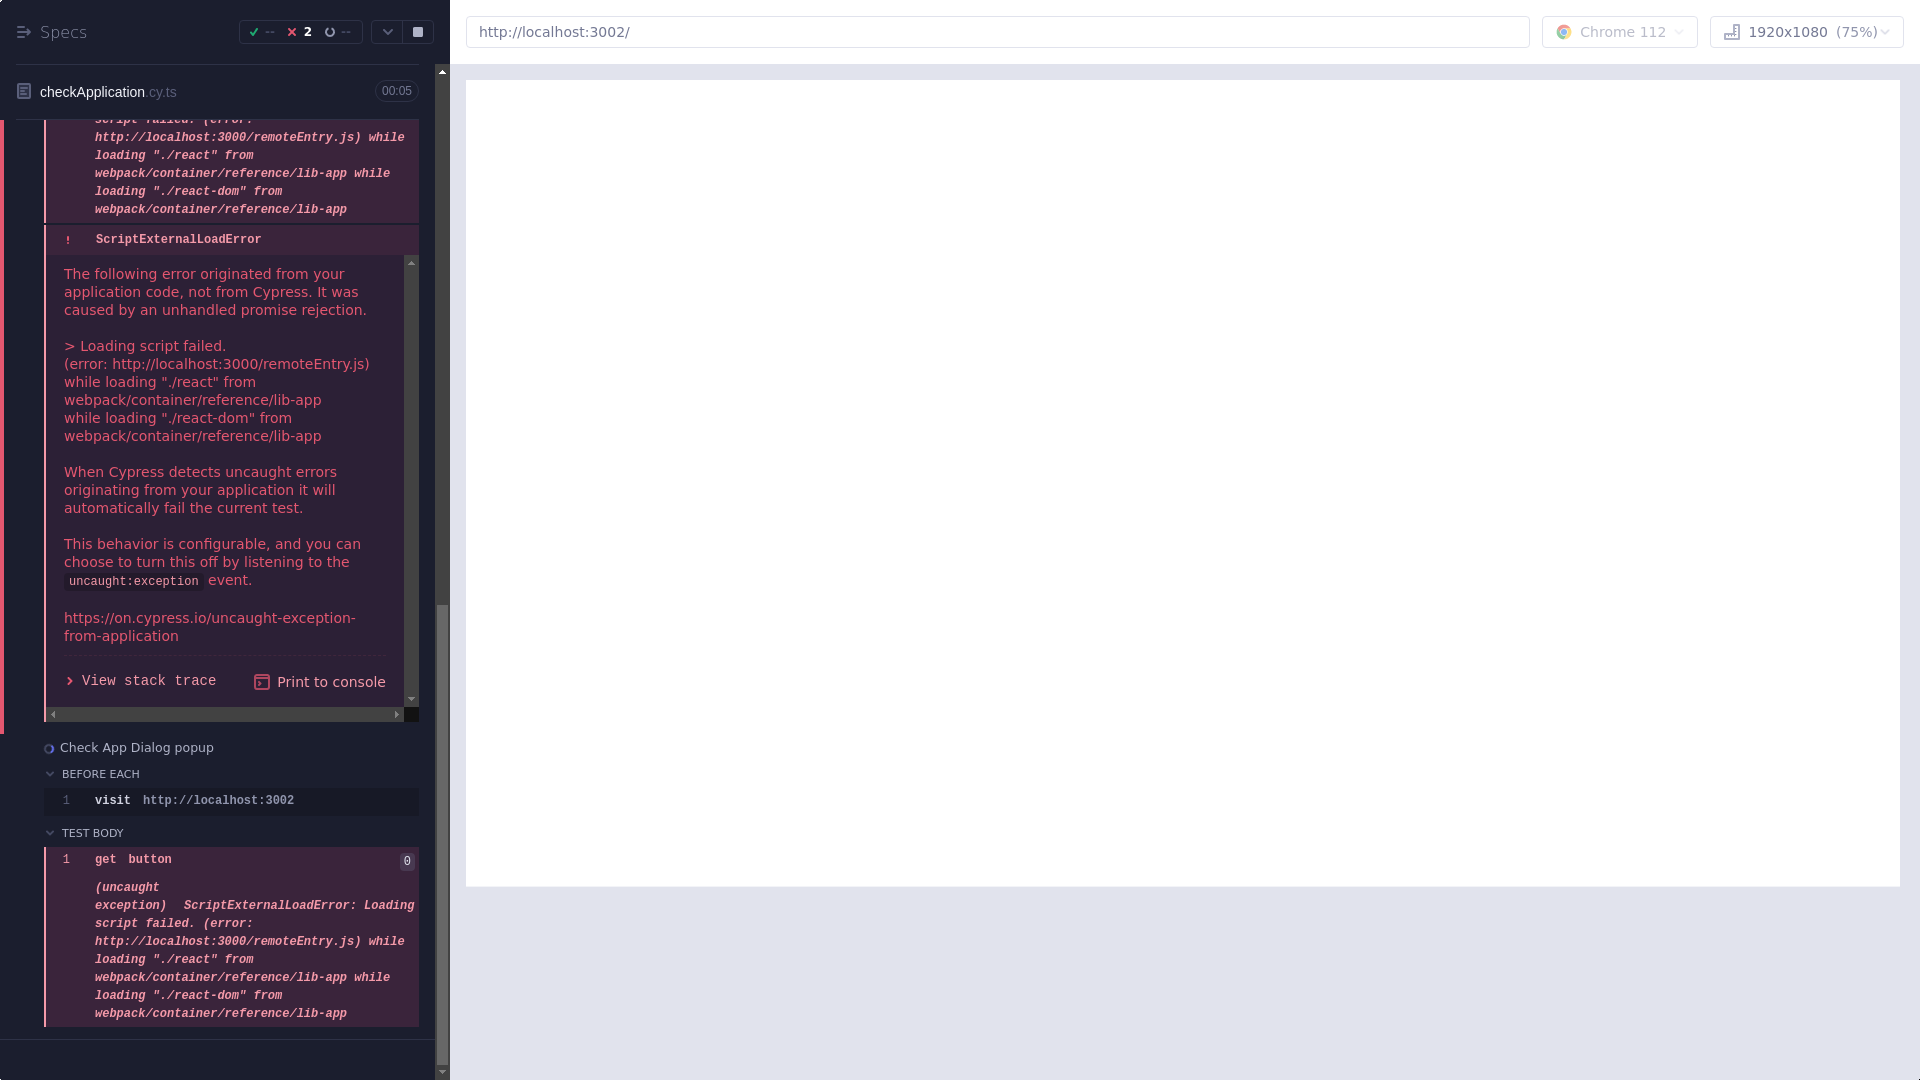 Specs
-- 2 --
http://localhost:3002/
Chrome 112
1920x1080 (75%)
checkApplication.cy.ts
00:05
script failed. (error:
http://localhost:3000/remoteEntry.js) while
loading "./react" from
webpack/container/reference/lib-app while
loading "./react-dom" from
webpack/container/reference/lib-app
! ScriptExternalLoadError
The following error originated from your
application code, not from Cypress. It was
caused by an unhandled promise rejection.
> Loading script failed.
(error: http://localhost:3000/remoteEntry.js)
while loading "./react" from
webpack/container/reference/lib-app
while loading "./react-dom" from
webpack/container/reference/lib-app
When Cypress detects uncaught errors
originating from your application it will
automatically fail the current test.
This behavior is configurable, and you can
choose to turn this off by listening to the
uncaught:exception event.
https://on.cypress.io/uncaught-exception-
from-application
View stack trace
Print to console
Check App Dialog popup
BEFORE EACH
1 visit http://localhost:3002
TEST BODY
1 get button 0
(uncaught
exception) ScriptExternalLoadError: Loading
script failed. (error:
http://localhost:3000/remoteEntry.js) while
loading "./react" from
webpack/container/reference/lib-app while
loading "./react-dom" from
webpack/container/reference/lib-app